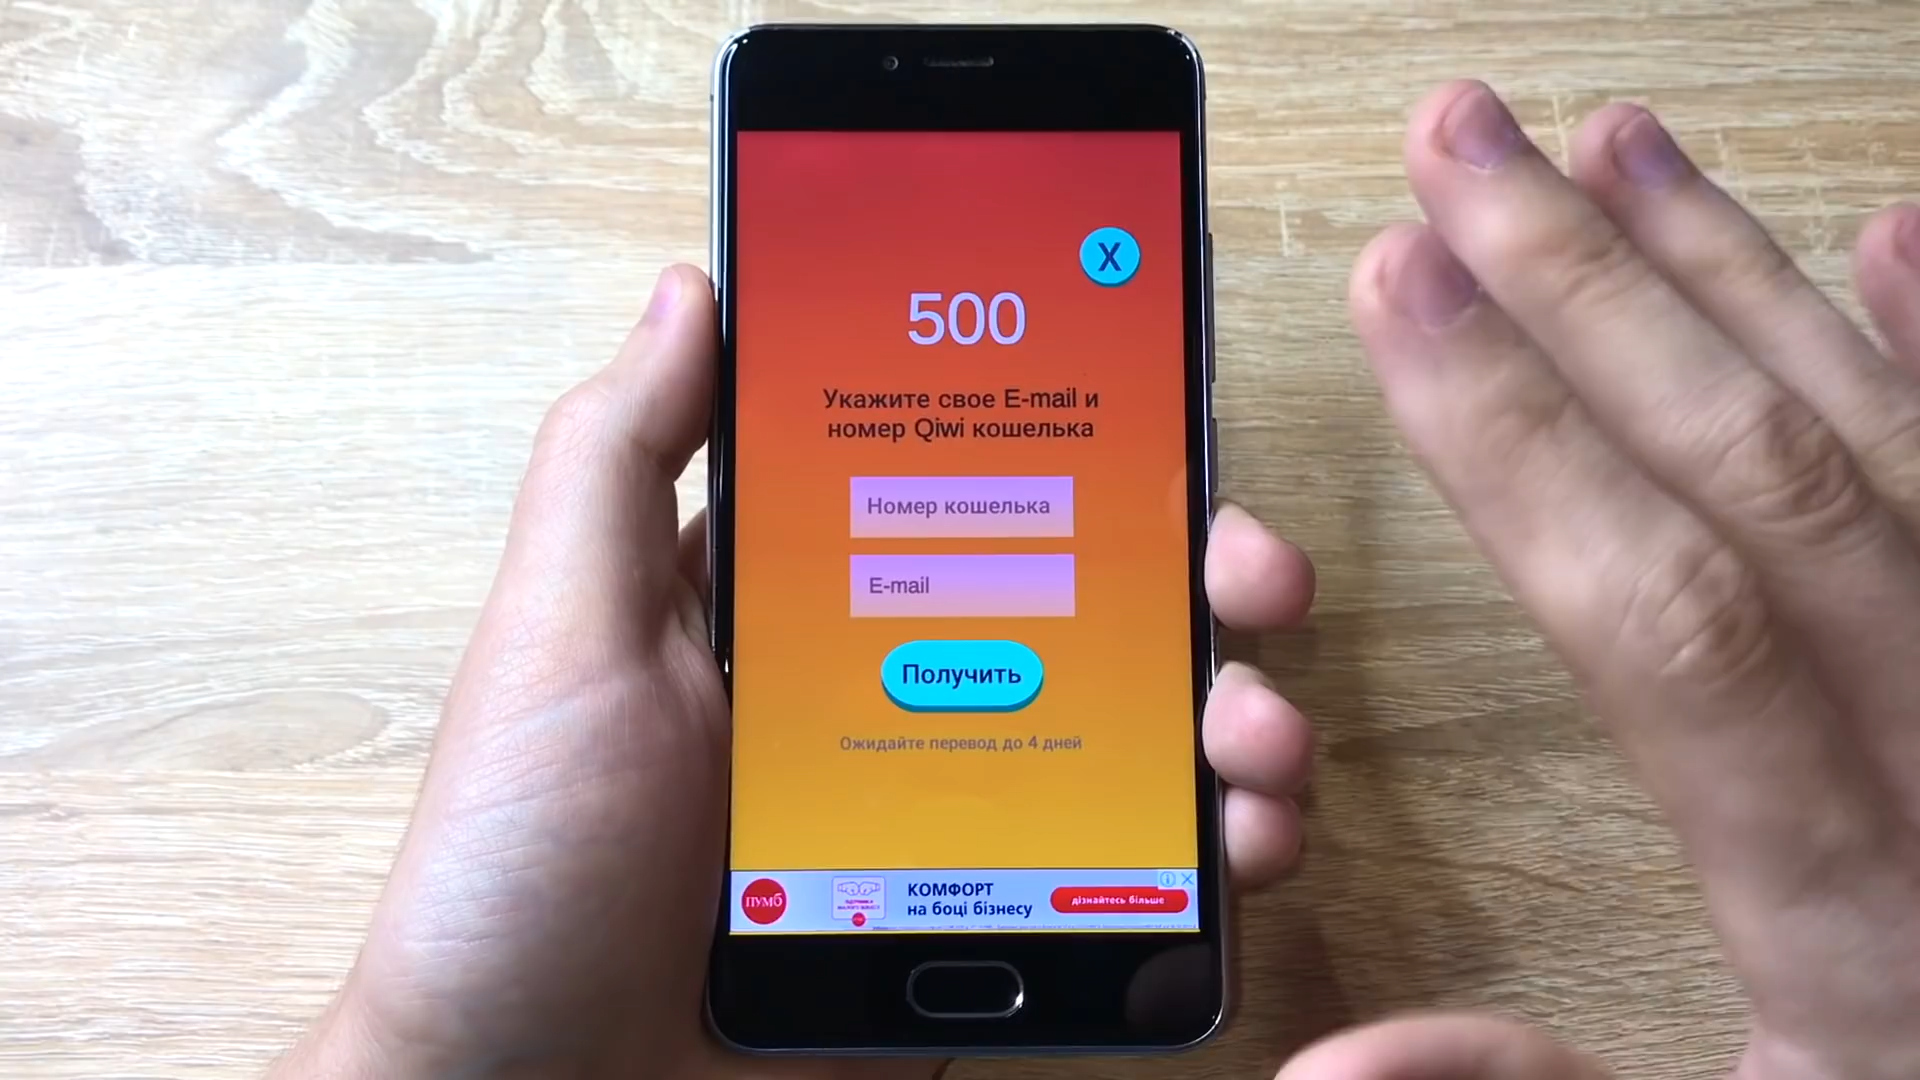 X
500
Укажите свое E-mail и
номер Qiwi кошелька
Номер кошелька
E-mail
Получить
Ожидайте перевод до 4 дней
ПУМБ
КОМФОРТ
на боці бізнесу
дізнайтесь більше